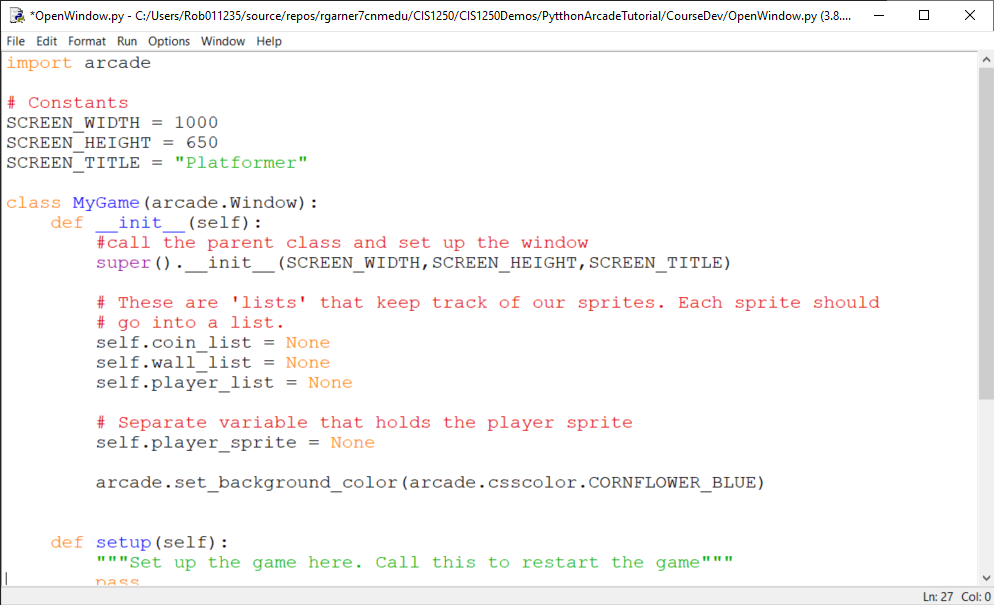 *OpenWindow.py - C:/Users/Rob011235/source/repos/rgarner7cnmedu/CIS1250/CIS1250Demos/PytthonArcadeTutorial/CourseDev/OpenWindow.py (3.8....
File Edit Format Run Options Window Help
import arcade

# Constants
SCREEN_WIDTH = 1000
SCREEN_HEIGHT = 650
SCREEN_TITLE = "Platformer"

class MyGame(arcade.Window):
    def __init__(self):
        #call the parent class and set up the window
        super().__init__(SCREEN_WIDTH,SCREEN_HEIGHT,SCREEN_TITLE)

        # These are 'lists' that keep track of our sprites. Each sprite should
        # go into a list.
        self.coin_list = None
        self.wall_list = None
        self.player_list = None

        # Separate variable that holds the player sprite
        self.player_sprite = None

        arcade.set_background_color(arcade.csscolor.CORNFLOWER_BLUE)


    def setup(self):
        """Set up the game here. Call this to restart the game"""
        pass
Ln: 27 Col: 0